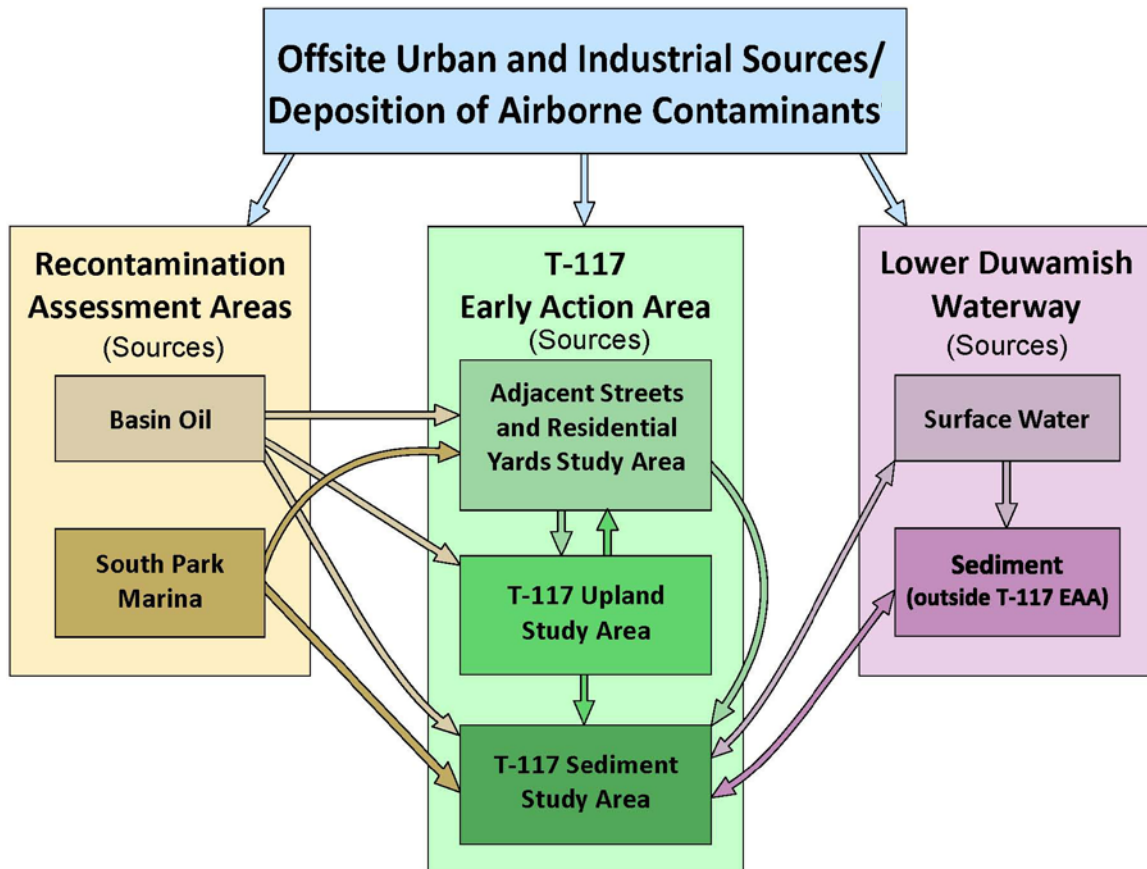 Offsite Urban and Industrial Sources/
Deposition of Airborne Contaminants
Recontamination
Assessment Areas
(Sources)
Basin Oil
South Park
Marina
T-117
Early Action Area
(Sources)
Adjacent Streets
and Residential
Yards Study Area
T-117 Upland
Study Area
T-117 Sediment
Study Area
Lower Duwamish
Waterway
(Sources)
Surface Water
Sediment
(outside T-117 EAA)